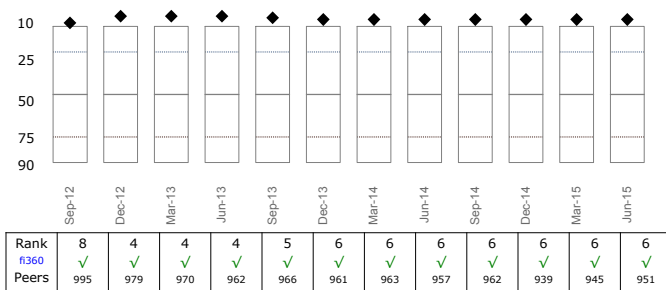 10
25
50
75
90
Sep-12 Dec-12 Mar-13 Jun-13 Sep-13 Dec-13 Mar-14 Jun-14 Sep-14 Dec-14 Mar-15 Jun-15
Rank 8 4 4 4 5 6 6 6 6 6 6 6
fi360 √ √ √ √ √ √ √ √ √ √ √ √
Peers 995 979 970 962 966 961 963 957 962 939 945 951